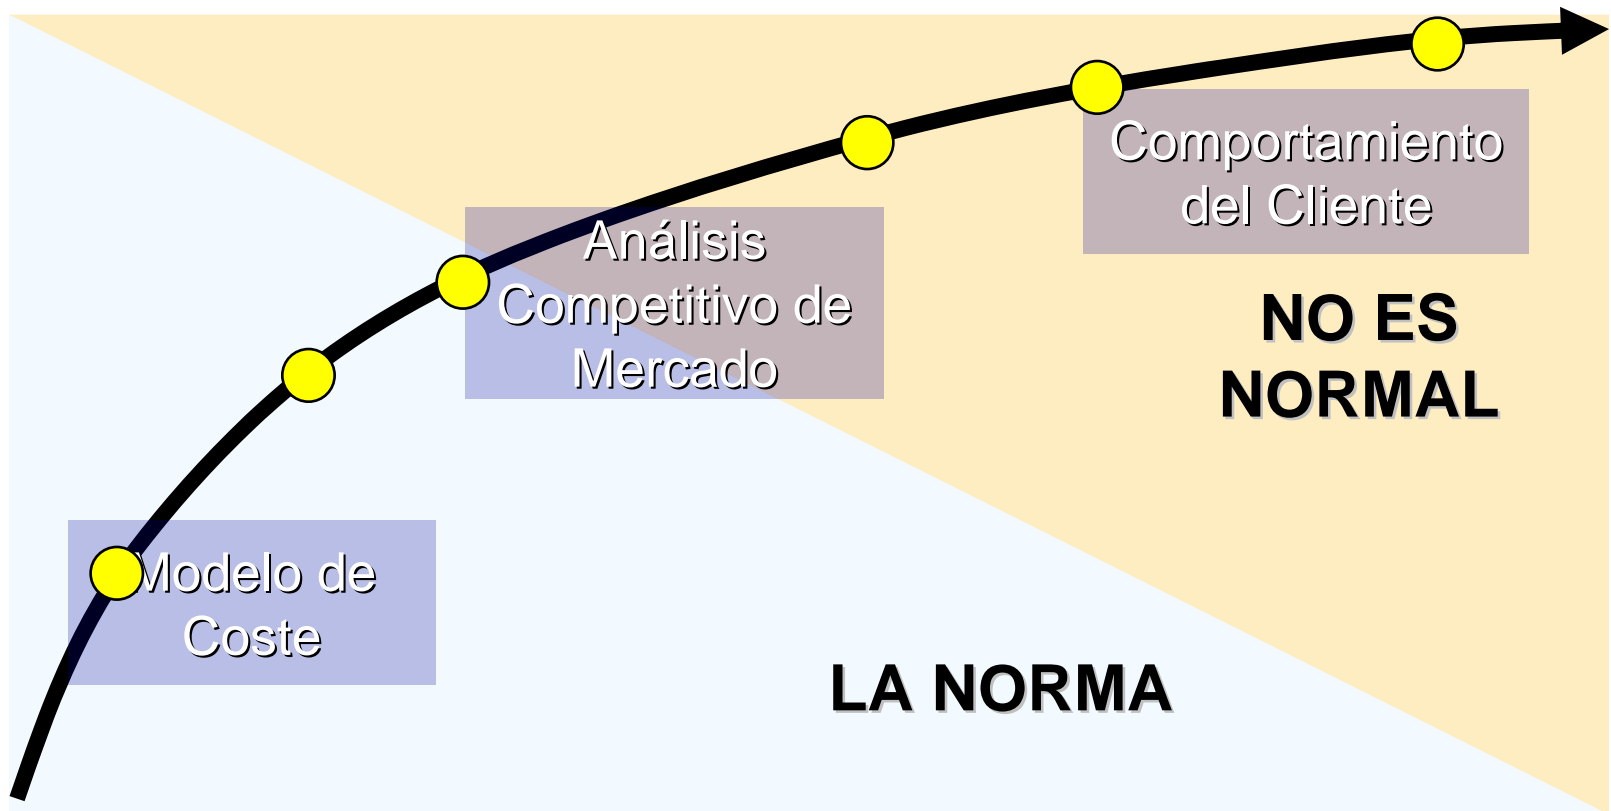 Comportamiento
del Cliente
Análisis
Competitivo de
Mercado
NO ES
NORMAL
Modelo de
Coste
LA NORMA